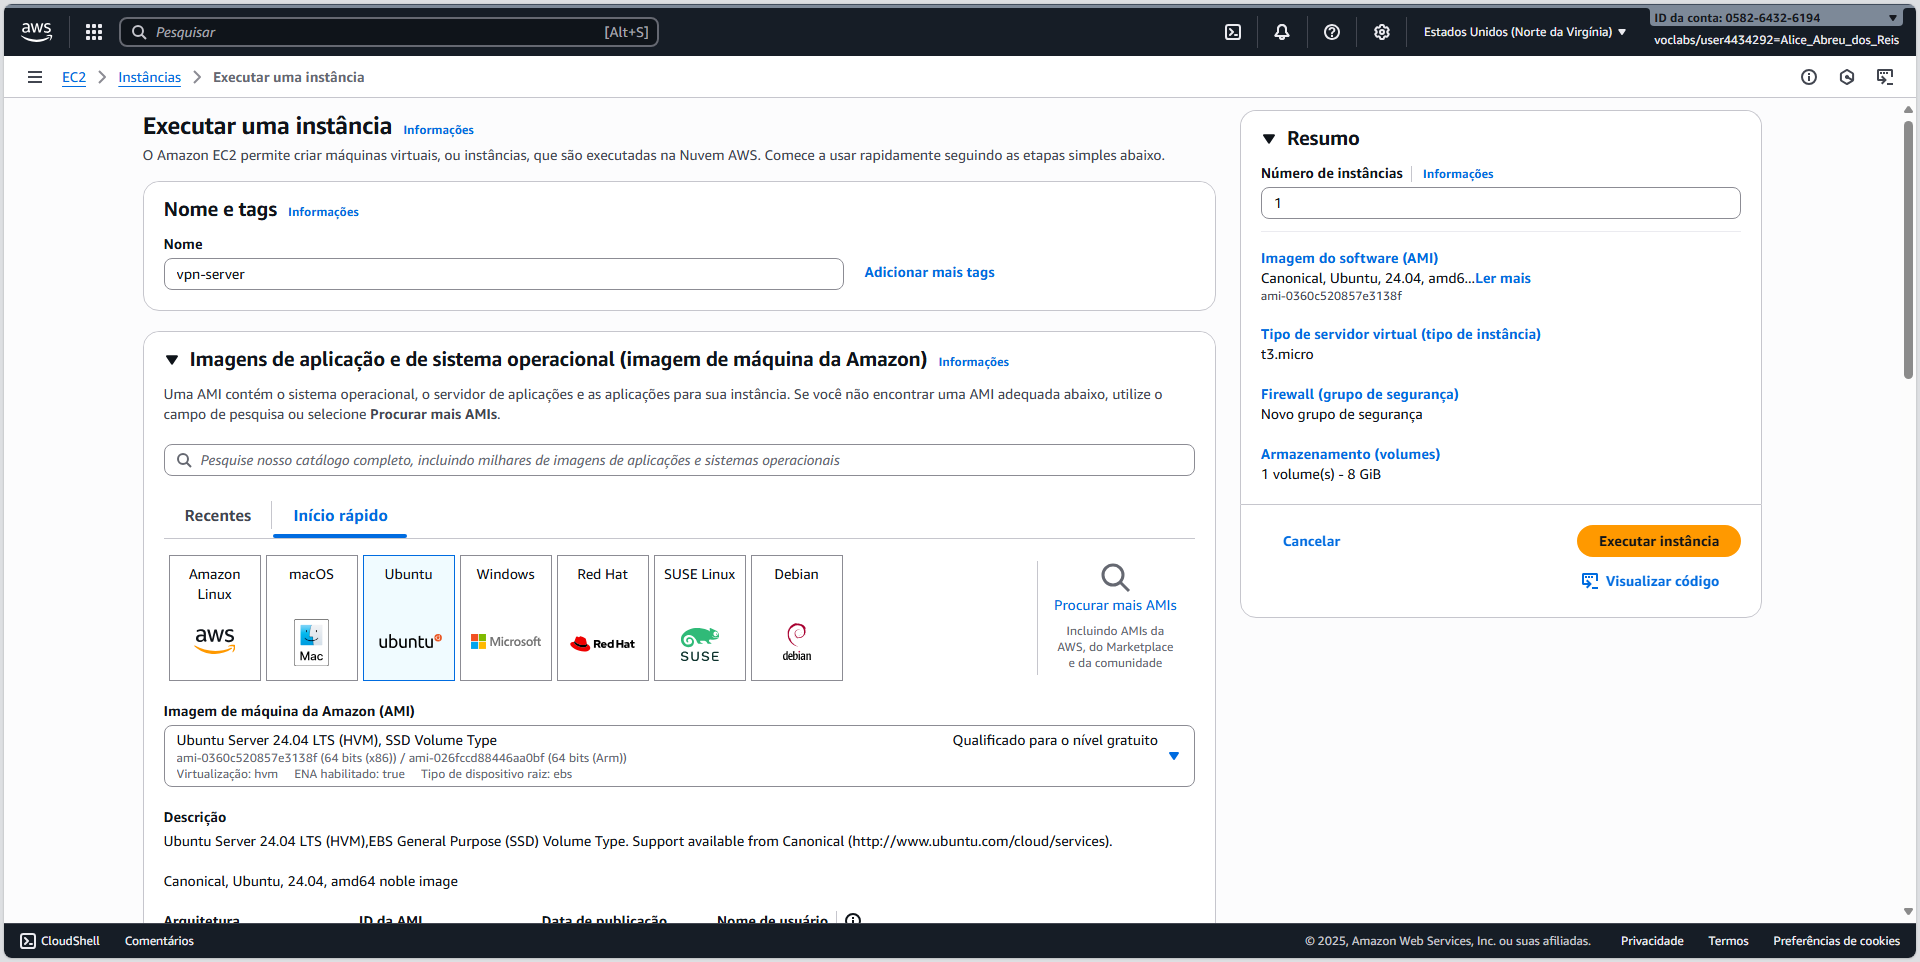 aws
Pesquisar
[Alt+S]
Estados Unidos (Norte da Virgínia)
ID da conta: 0582-6432-6194
voclabs/user4434292=Alice_Abreu_dos_Reis
EC2
Instâncias
Executar uma instância
Executar uma instância
Informações
O Amazon EC2 permite criar máquinas virtuais, ou instâncias, que são executadas na Nuvem AWS. Comece a usar rapidamente seguindo as etapas simples abaixo.
Nome e tags
Informações
Nome
vpn-server
Adicionar mais tags
Imagens de aplicação e de sistema operacional (imagem de máquina da Amazon)
Informações
Uma AMI contém o sistema operacional, o servidor de aplicações e as aplicações para sua instância. Se você não encontrar uma AMI adequada abaixo, utilize o
campo de pesquisa ou selecione Procurar mais AMIs.
Pesquise nosso catálogo completo, incluindo milhares de imagens de aplicações e sistemas operacionais
Recentes
Início rápido
Amazon
Linux
aws
macOS
Mac
Ubuntu
ubuntu
Windows
Microsoft
Red Hat
Red Hat
SUSE Linux
SUSE
Debian
debian
Procurar mais AMIs
Incluindo AMIs da
AWS, do Marketplace
e da comunidade
Imagem de máquina da Amazon (AMI)
Ubuntu Server 24.04 LTS (HVM), SSD Volume Type
Qualificado para o nível gratuito
ami-0360c520857e3138f (64 bits (x86)) / ami-026fccd88446aa0bf (64 bits (Arm))
Virtualização: hvm
ENA habilitado: true
Tipo de dispositivo raiz: ebs
Descrição
Ubuntu Server 24.04 LTS (HVM),EBS General Purpose (SSD) Volume Type. Support available from Canonical (http://www.ubuntu.com/cloud/services).
Canonical, Ubuntu, 24.04, amd64 noble image
Arquitetura
ID da AMI
Data de publicação
Nome de usuário
Resumo
Número de instâncias
Informações
1
Imagem do software (AMI)
Canonical, Ubuntu, 24.04, amd6...Ler mais
ami-0360c520857e3138f
Tipo de servidor virtual (tipo de instância)
t3.micro
Firewall (grupo de segurança)
Novo grupo de segurança
Armazenamento (volumes)
1 volume(s) - 8 GiB
Cancelar
Executar instância
Visualizar código
CloudShell
Comentários
© 2025, Amazon Web Services, Inc. ou suas afiliadas.
Privacidade
Termos
Preferências de cookies